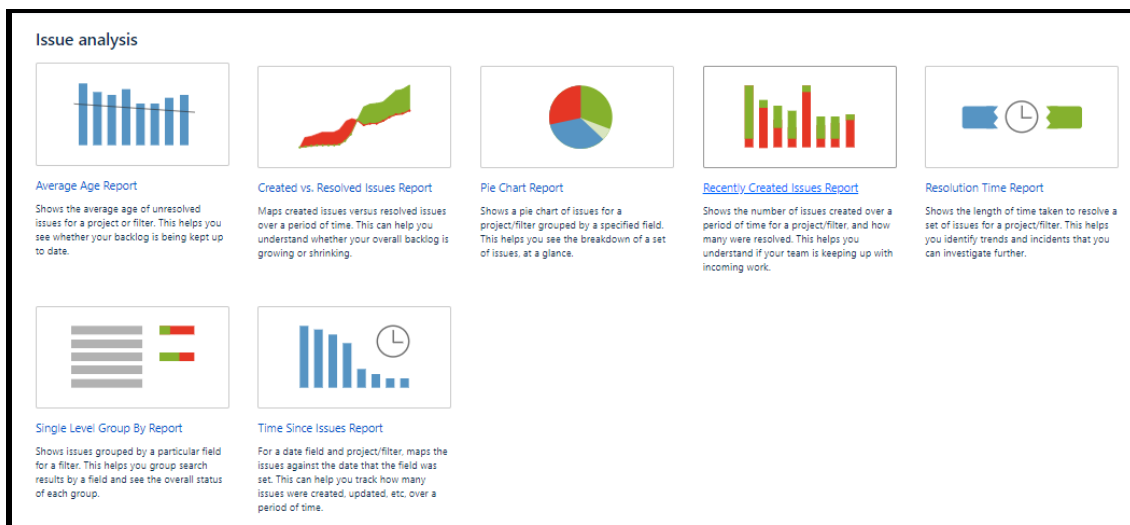 Issue analysis
Average Age Report
Shows the average age of unresolved
issues for a project or filter. This helps you
see whether your backlog is being kept up
to date.
Created vs. Resolved Issues Report
Maps created issues versus resolved issues
over a period of time. This can help you
understand whether your overall backlog is
growing or shrinking.
Pie Chart Report
Shows a pie chart of issues for a
project/filter grouped by a specified field.
This helps you see the breakdown of a set
of issues, at a glance.
Recently Created Issues Report
Shows the number of issues created over a
period of time for a project/filter, and how
many were resolved. This helps you
understand if your team is keeping up with
incoming work.
Resolution Time Report
Shows the length of time taken to resolve a
set of issues for a project/filter. This helps
you identify trends and incidents that you
can investigate further.
Single Level Group By Report
Shows issues grouped by a particular field
for a filter. This helps you group search
results by a field and see the overall status
of each group.
Time Since Issues Report
For a date field and project/filter, maps the
issues against the date that the field was
set. This can help you track how many
issues were created, updated, etc, over a
period of time.